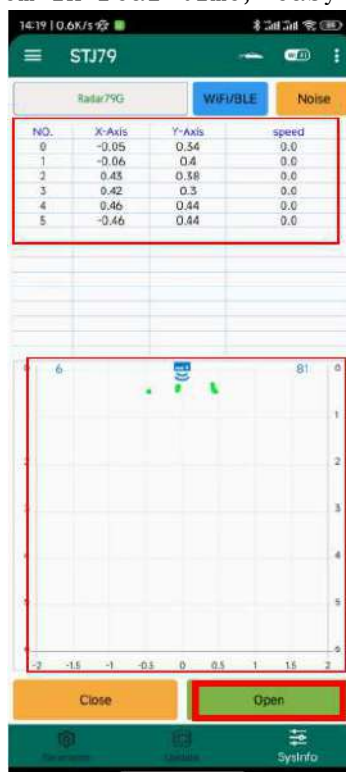 14:19 | 0.6K/s
STJ79
Radar79G
WiFi/BLE
Noise
NO. X-Axis Y-Axis speed
0 -0.05 0.34 0.0
1 -0.06 0.4 0.0
2 0.43 0.38 0.0
3 0.42 0.3 0.0
4 0.46 0.44 0.0
5 -0.46 0.44 0.0
6 81 0
1
2
3
4
5
6
-2 -1.5 -1 -0.5 0 0.5 1 1.5 2
Close
Open
SysInfo